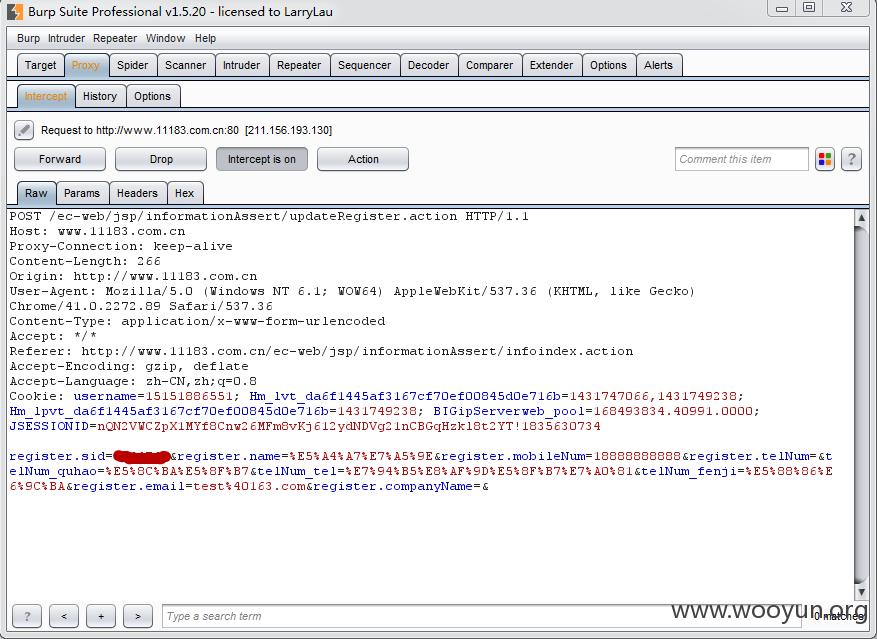 Burp Suite Professional v1.5.20 - licensed to LarryLau
Burp Intruder Repeater Window Help
Target Proxy Spider Scanner Intruder Repeater Sequencer Decoder Comparer Extender Options Alerts
Intercept History Options
Request to http://www.11183.com.cn:80 [211.156.193.130]
Forward Drop Intercept is on Action Comment this item ?
Raw Params Headers Hex
POST /ec-web/jsp/informationAssert/updateRegister.action HTTP/1.1
Host: www.11183.com.cn
Proxy-Connection: keep-alive
Content-Length: 266
Origin: http://www.11183.com.cn
User-Agent: Mozilla/5.0 (Windows NT 6.1; WOW64) AppleWebKit/537.36 (KHTML, like Gecko)
Chrome/41.0.2272.89 Safari/537.36
Content-Type: application/x-www-form-urlencoded
Accept: */*
Referer: http://www.11183.com.cn/ec-web/jsp/informationAssert/infoindex.action
Accept-Encoding: gzip, deflate
Accept-Language: zh-CN,zh;q=0.8
Cookie: username=15151886551; Hm_lvt_da6f1445af3167cf70ef00845d0e716b=1431747066,1431749238;
Hm_lpvt_da6f1445af3167cf70ef00845d0e716b=1431749238; BIGipServerweb_pool=168493834.40991.0000;
JSESSIONID=nQN2VWCZpX1MYf8Cnw26MFm8vKj612ydNDVg21nCBGqHzkl8t2YT!1835630734
register.sid= &register.name=%E5%A4%A7%E7%A5%9E&register.mobileNum=18888888888&register.telNum=&t
elNum_quhao=%E5%8C%BA%E5%8F%B7&telNum_tel=%E7%94%B5%E8%AF%9D%E5%8F%B7%E7%A0%81&telNum_fenji=%E5%88%86%E
6%9C%BA&register.email=test%40163.com&register.companyName=&
? < + > Type a search term 0 matches
www.wooyun.org